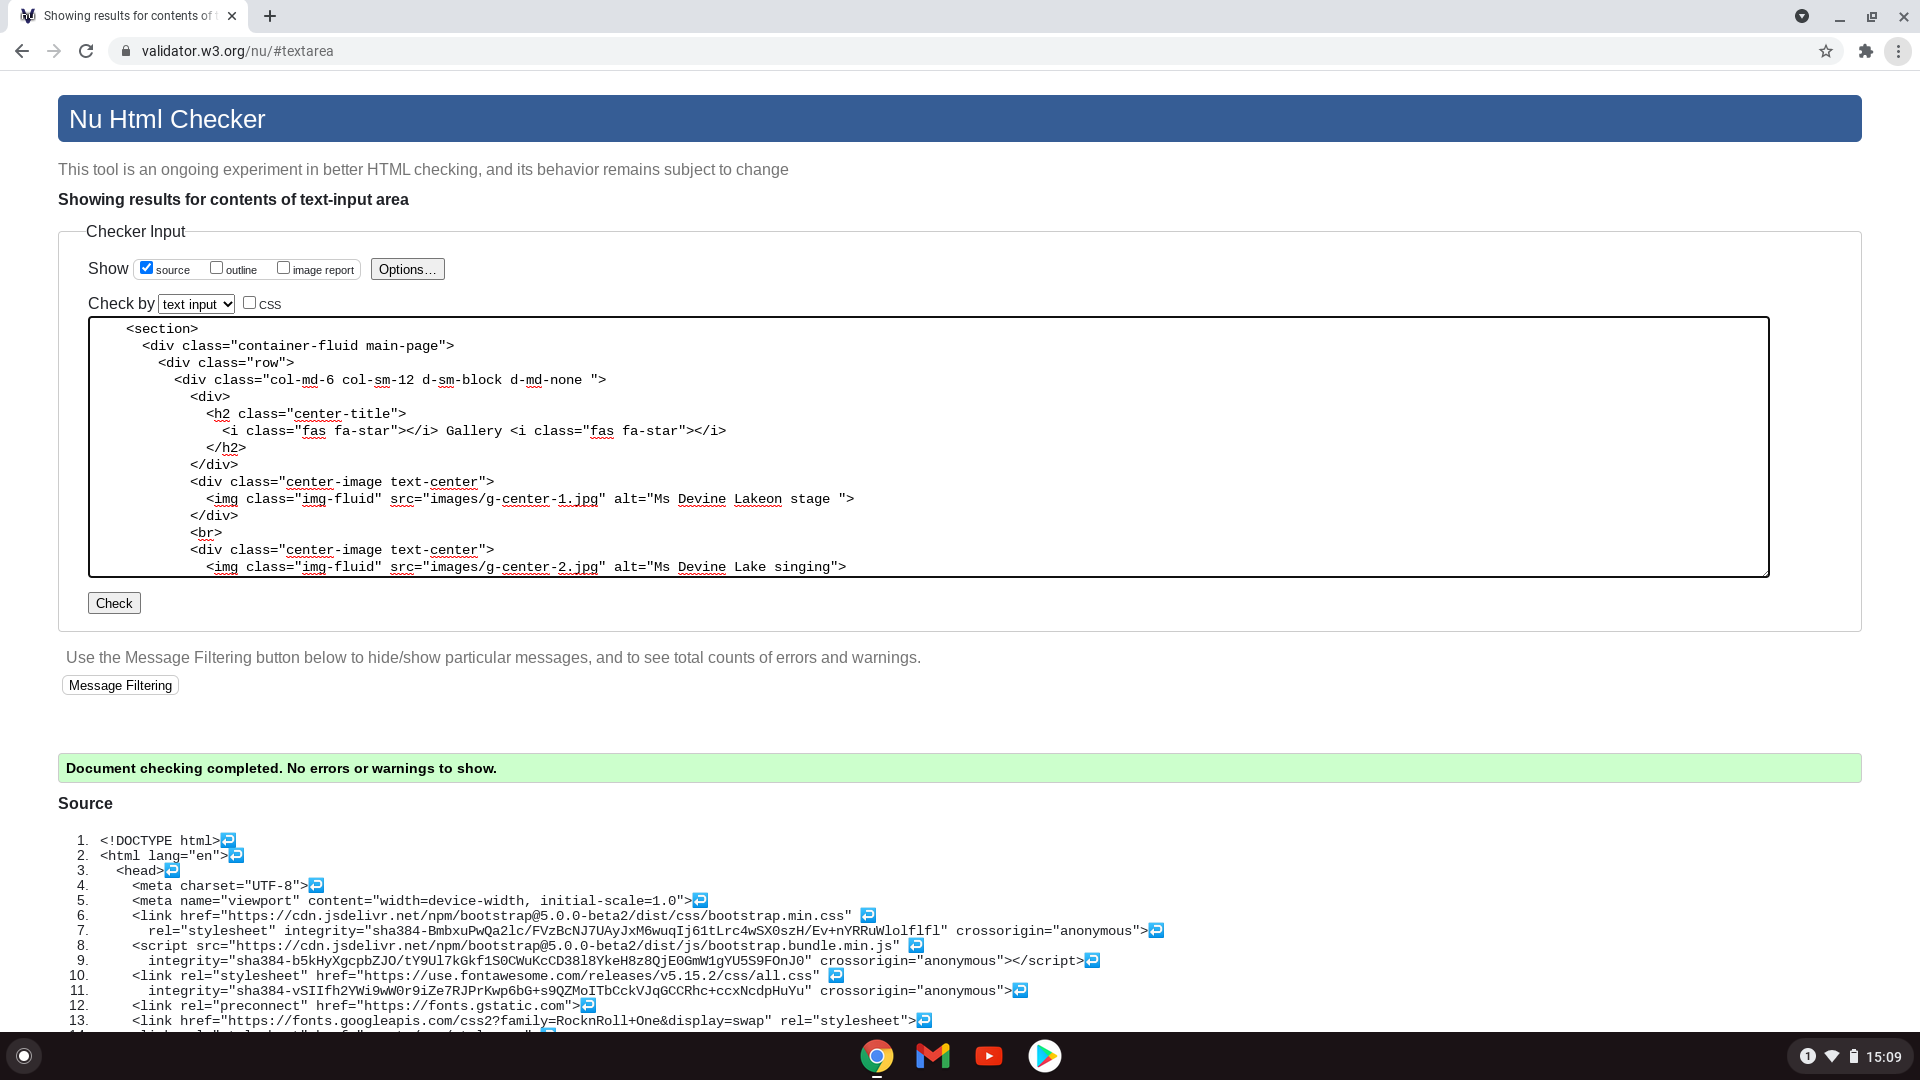 Showing results for contents of t
validator.w3.org/nu/#textarea
Nu Html Checker
This tool is an ongoing experiment in better HTML checking, and its behavior remains subject to change
Showing results for contents of text-input area
Checker Input
Show source outline image report Options...
Check by text input CSS
<section>
<div class="container-fluid main-page">
<div class="row">
<div class="col-md-6 col-sm-12 d-sm-block d-md-none ">
<div>
<h2 class="center-title">
<i class="fas fa-star"></i> Gallery <i class="fas fa-star"></i>
</h2>
</div>
<div class="center-image text-center">
<img class="img-fluid" src="images/g-center-1.jpg" alt="Ms Devine Lakeon stage ">
</div>
<br>
<div class="center-image text-center">
<img class="img-fluid" src="images/g-center-2.jpg" alt="Ms Devine Lake singing">
Check
Use the Message Filtering button below to hide/show particular messages, and to see total counts of errors and warnings.
Message Filtering
Document checking completed. No errors or warnings to show.
Source
1. <!DOCTYPE html>↩
2. <html lang="en">↩
3. <head>↩
4. <meta charset="UTF-8">↩
5. <meta name="viewport" content="width=device-width, initial-scale=1.0">↩
6. <link href="https://cdn.jsdelivr.net/npm/bootstrap@5.0.0-beta2/dist/css/bootstrap.min.css" ↩
7. rel="stylesheet" integrity="sha384-BmbxuPwQa2lc/FVzBcNJ7UAyJxM6wuqIj61tLrc4wSX0szH/Ev+nYRRuWlolflfl" crossorigin="anonymous">↩
8. <script src="https://cdn.jsdelivr.net/npm/bootstrap@5.0.0-beta2/dist/js/bootstrap.bundle.min.js" ↩
9. integrity="sha384-b5kHyXgcpbZJO/tY9Ul7kGkf1S0CWuKcCD38l8YkeH8z8QjE0GmW1gYU5S9FOnJ0" crossorigin="anonymous"></script>↩
10. <link rel="stylesheet" href="https://use.fontawesome.com/releases/v5.15.2/css/all.css" ↩
11. integrity="sha384-vSIIfh2YWi9wW0r9iZe7RJPrKwp6bG+s9QZMoITbCckVJqGCCRhc+ccxNcdpHuYu" crossorigin="anonymous">↩
12. <link rel="preconnect" href="https://fonts.gstatic.com">↩
13. <link href="https://fonts.googleapis.com/css2?family=RocknRoll+One&display=swap" rel="stylesheet">↩
1 15:09